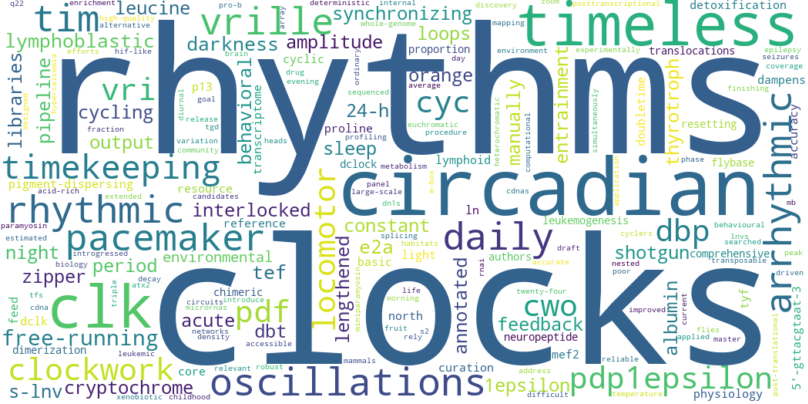 q22 high-quality alternative tim leucine vrille array deterministic internal pro-b whole-genome discovery mapping zoom posttranscriptional timeless detoxification
synchronizing darkness amplitude loops proportion day environment experimentally translocations epilepsy seizures
efforts hif-like brain drug evening ordinary average coverage
lymphoblastic libraries pipeline vri cycling output
rhythms
behavioral transcriptome cyclic p13 goal release tgd diurnal variation community fraction
24-h orange cyc sequenced profiling heads sleep proline dclock metabolism lymphoid
euchromatic procedure heterochromatic manually computational entrainment simultaneously doubletime thyrotroph dampens finishing resetting phase flybase
arrhythmic accuracy
timekeeping pigment-dispersing acid-rich resource extended candidates
circadian
panel large-scale e-box cdnas application
rhythmic interlocked locomotor constant dn1s ln daily leukemogenesis dbp behavioural cyclers lnvs searched mb
paramyosin estimated pacemaker reference e2a splicing habitats basic light authors draft shotgun comprehensive peak
night introgressed biology period environmental lengthened miniparamyosin annotated nested poor transposable driven
zipper decay atx2 tef
clocks
life morning cwo rnai accurate improved current tyf
feed tfs cdna clk triple chimeric circuits micrornas introduce pdf north fruit rely s2 feedback neuropeptide albumin applied flies master
dclk acute dbt networks density accessible mef2 reliable post-translational
free-running dimerization leukemic core relevant robust mammals curation address twenty-four temperature
clockwork s-lnv cryptochrome xenobiotic childhood oscillations 1epsilon difficult pdp1epsilon physiology 5'-gttacgtaat-3